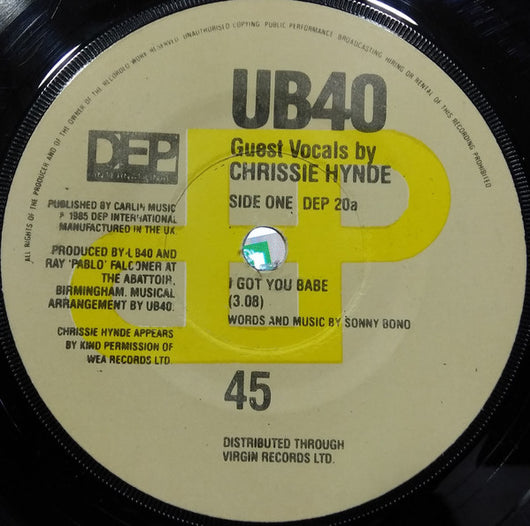 ALL RIGHTS OF THE PRODUCER AND OF THE OWNER OF THE RECORDED WORK RESERVED. UNAUTHORISED COPYING PUBLIC PERFORMANCE BROADCASTING HIRING OR RENTAL OF THIS RECORDING PROHIBITED
UB40
Guest Vocals by
CHRISSIE HYNDE
SIDE ONE DEP 20a
DEP
INTERNATIONAL
PUBLISHED BY CARLIN MUSIC
℗ 1985 DEP INTERNATIONAL
MANUFACTURED IN THE UK
PRODUCED BY UB40 AND
RAY 'PABLO' FALCONER AT
THE ABATTOIR,
BIRMINGHAM. MUSICAL
ARRANGEMENT BY UB40.
CHRISSIE HYNDE APPEARS
BY KIND PERMISSION OF
WEA RECORDS LTD.
I GOT YOU BABE
(3.08)
WORDS AND MUSIC BY SONNY BONO
45
DISTRIBUTED THROUGH
VIRGIN RECORDS LTD.
DEP